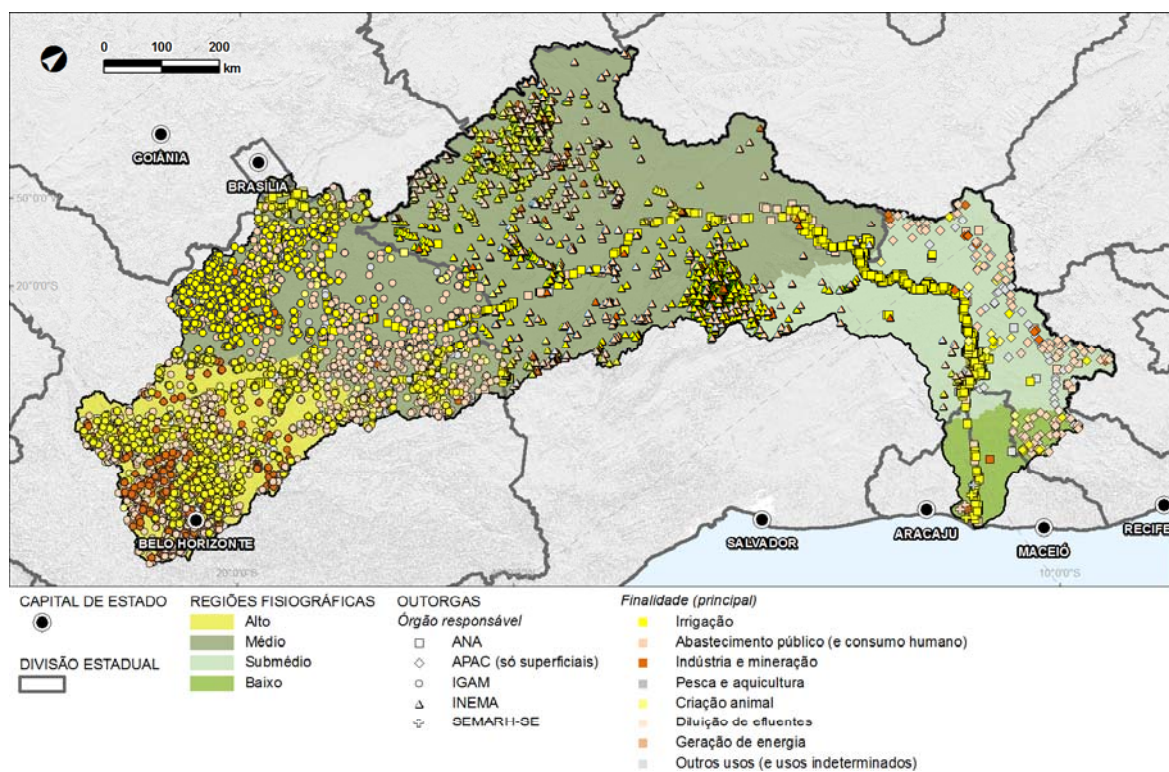 0 100 200
km
GOIÂNIA
BRASÍLIA
50°0'0"O
20°0'0"S
BELO HORIZONTE
SALVADOR
ARACAJU
MACEIÓ
RECIFE
20°0'0"S
10°0'0"S
CAPITAL DE ESTADO
DIVISÃO ESTADUAL
REGIÕES FISIOGRÁFICAS
Alto
Médio
Submédio
Baixo
OUTORGAS
Órgão responsável
ANA
APAC (só superficiais)
IGAM
INEMA
SEMARH-SE
Finalidade (principal)
Irrigação
Abastecimento público (e consumo humano)
Indústria e mineração
Pesca e aquicultura
Criação animal
Diluição de efluentes
Geração de energia
Outros usos (e usos indeterminados)